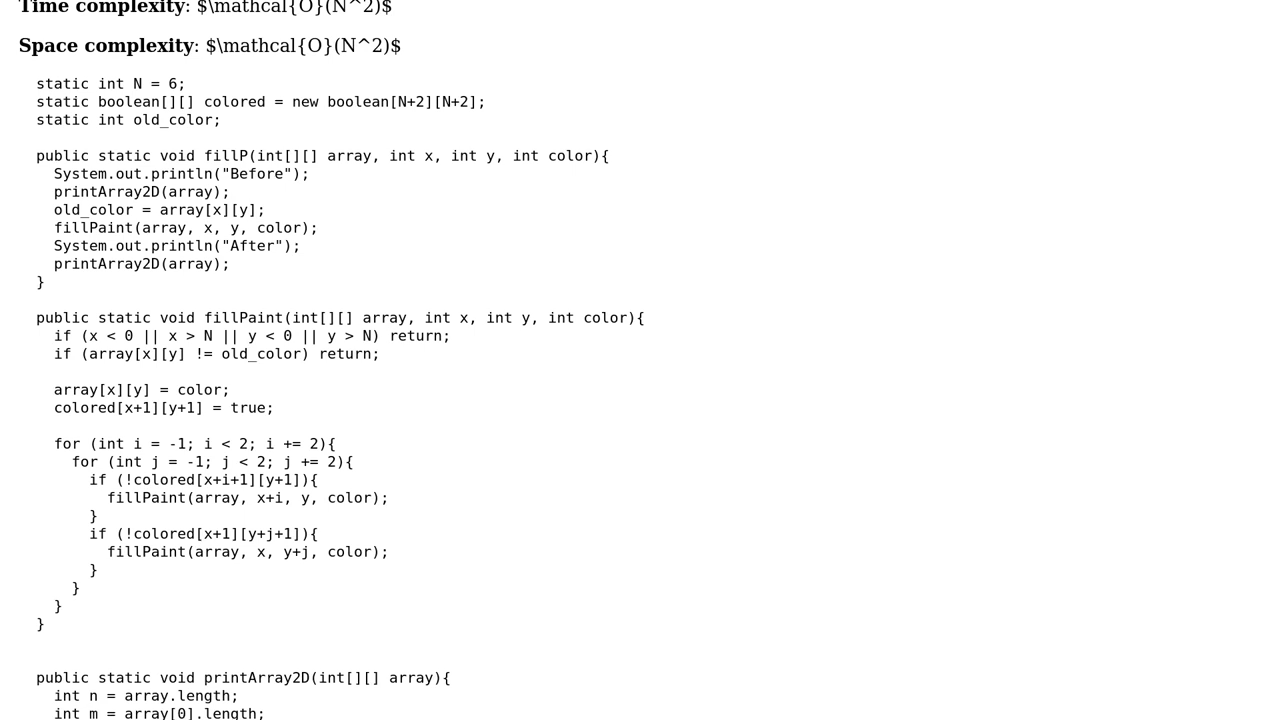 Time complexity: $\mathcal{O}(N^2)$
Space complexity: $\mathcal{O}(N^2)$
static int N = 6;
static boolean[][] colored = new boolean[N+2][N+2];
static int old_color;
public static void fillP(int[][] array, int x, int y, int color){
System.out.println("Before");
printArray2D(array);
old_color = array[x][y];
fillPaint(array, x, y, color);
System.out.println("After");
printArray2D(array);
}
public static void fillPaint(int[][] array, int x, int y, int color){
if (x < 0 || x > N || y < 0 || y > N) return;
if (array[x][y] != old_color) return;
array[x][y] = color;
colored[x+1][y+1] = true;
for (int i = -1; i < 2; i += 2){
for (int j = -1; j < 2; j += 2){
if (!colored[x+i+1][y+1]){
fillPaint(array, x+i, y, color);
}
if (!colored[x+1][y+j+1]){
fillPaint(array, x, y+j, color);
}
}
}
}
public static void printArray2D(int[][] array){
int n = array.length;
int m = array[0].length;